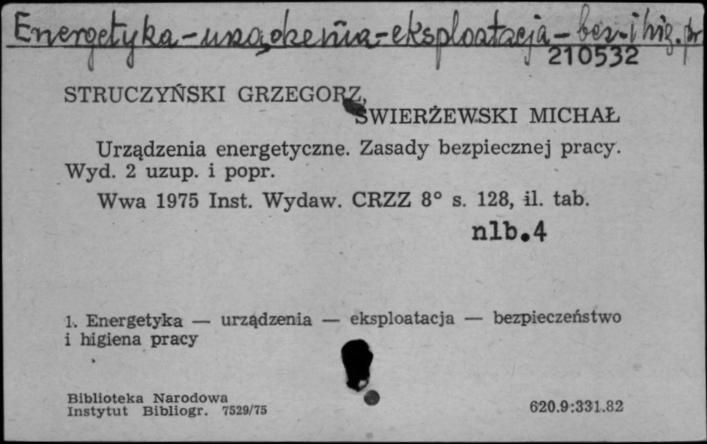 Energetyka-urządzenia-eksploatacja-bez-i hig. pr
210532
STRUCZYŃSKI GRZEGORZ,
SWIERŻEWSKI MICHAŁ
Urządzenia energetyczne. Zasady bezpiecznej pracy.
Wyd. 2 uzup. i popr.
Wwa 1975 Inst. Wydaw. CRZZ 8° s. 128, il. tab.
nlb.4
1. Energetyka — urządzenia — eksploatacja — bezpieczeństwo
i higiena pracy
Biblioteka Narodowa
Instytut Bibliogr. 7529/75
620.9:331.82